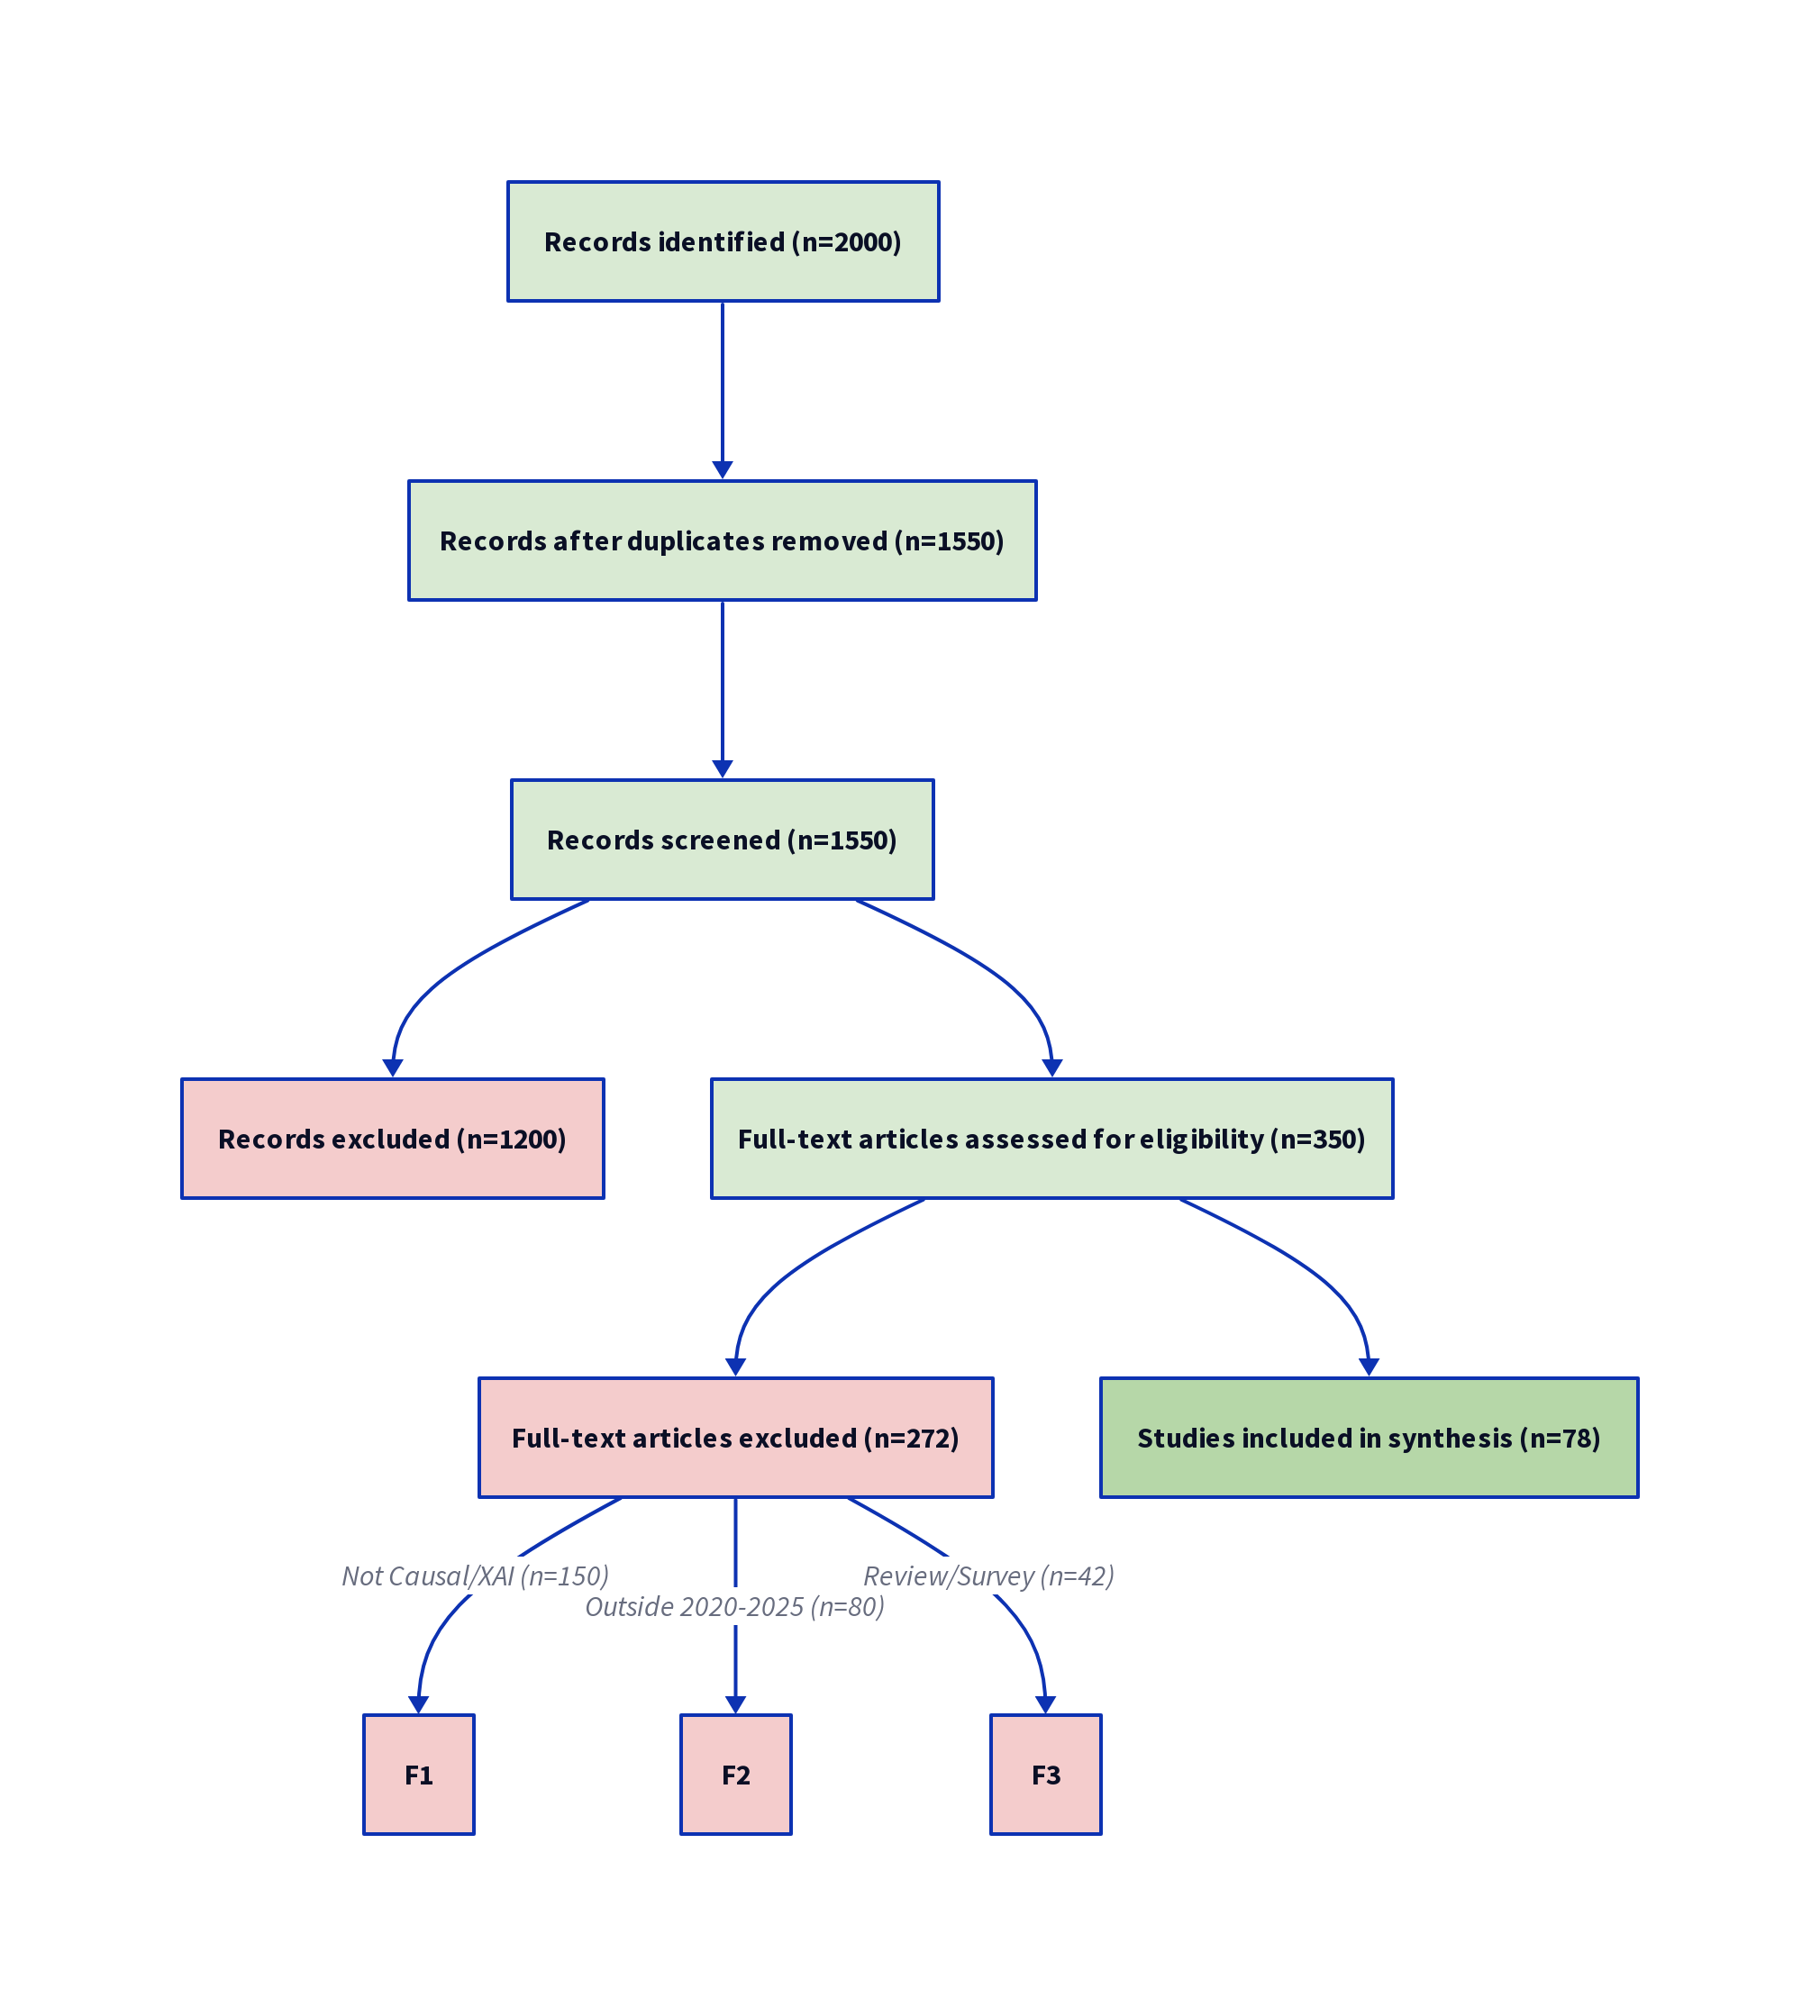 Records identified (n=2000)
Records after duplicates removed (n=1550)
Records screened (n=1550)
Records excluded (n=1200)
Full-text articles assessed for eligibility (n=350)
Full-text articles excluded (n=272)
Studies included in synthesis (n=78)
Not Causal/XAI (n=150)
Outside 2020-2025 (n=80)
Review/Survey (n=42)
F1
F2
F3